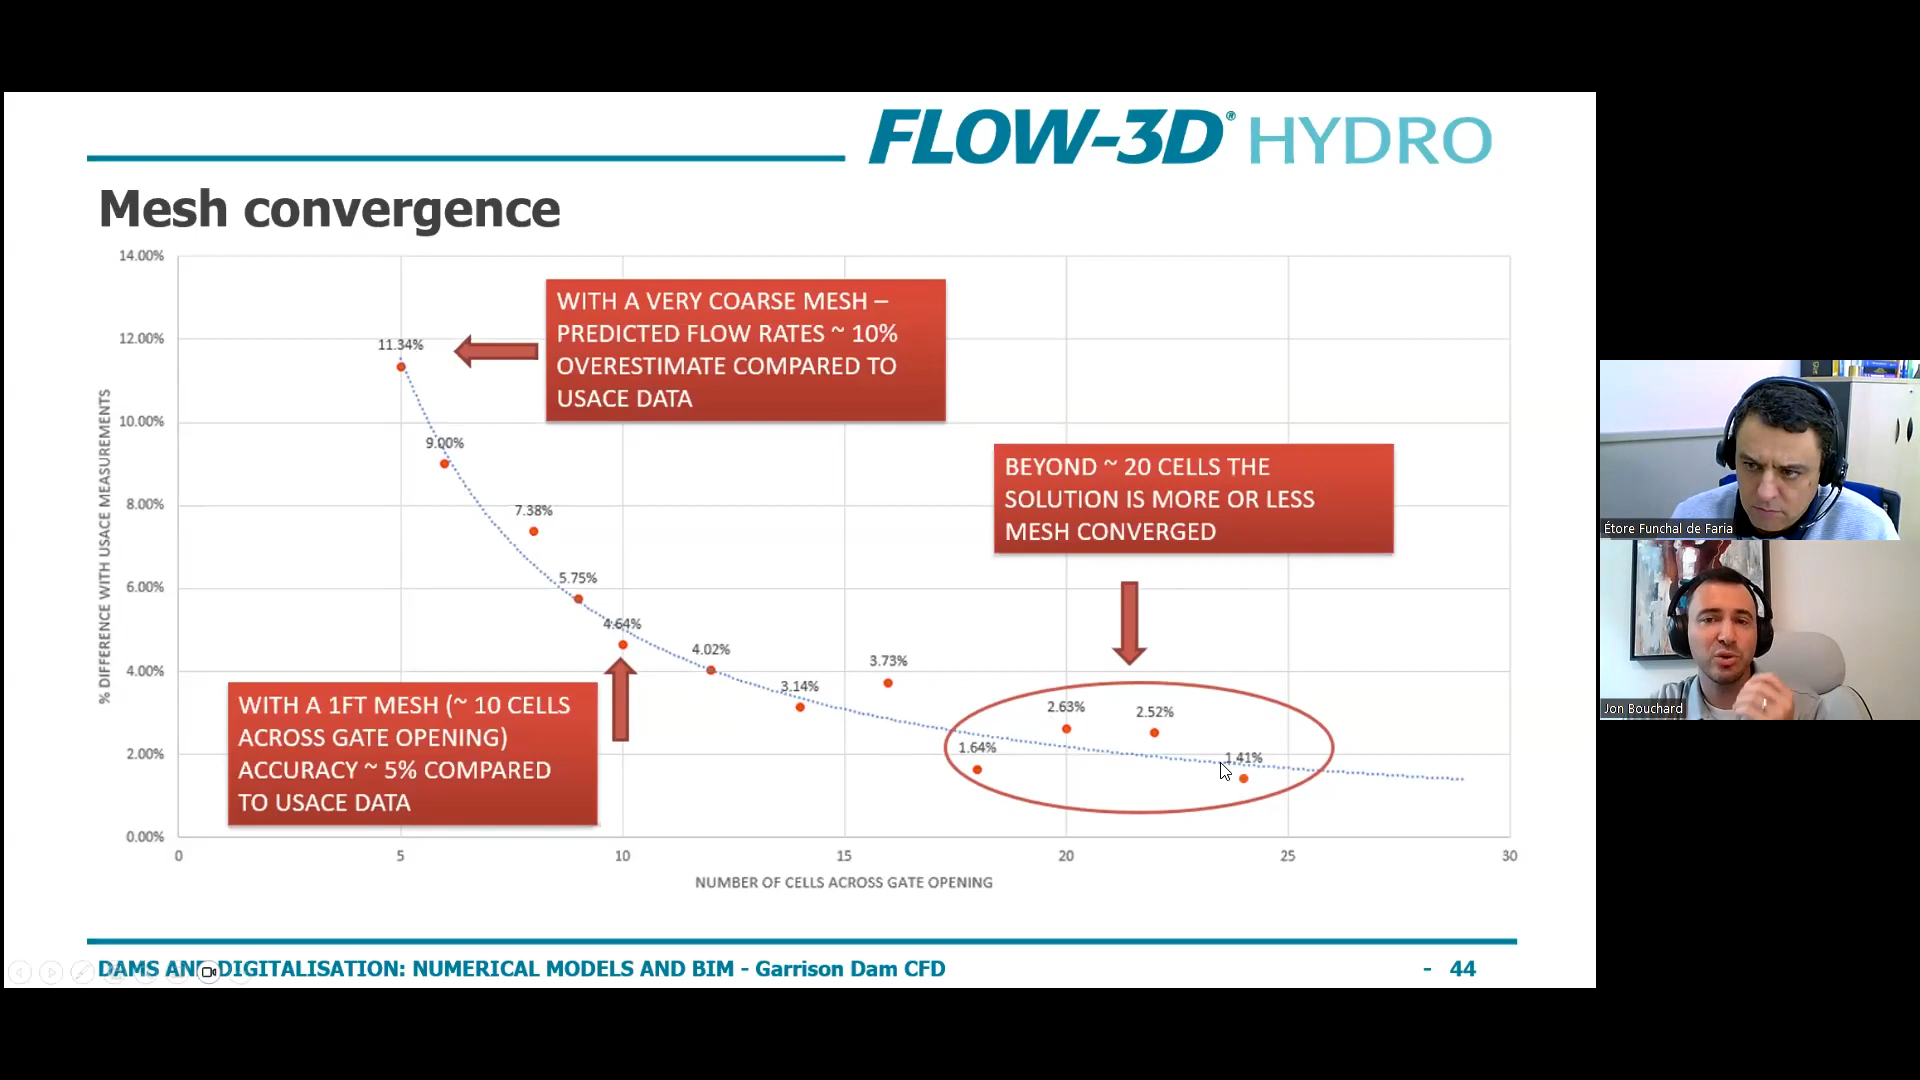 FLOW-3D® HYDRO
Mesh convergence
14.00%
12.00%
10.00%
8.00%
6.00%
4.00%
2.00%
0.00%
% DIFFERENCE WITH USACE MEASUREMENTS
11.34%
9.00%
7.38%
5.75%
4.64%
4.02%
3.14%
3.73%
1.64%
2.63%
2.52%
1.41%
WITH A VERY COARSE MESH –
PREDICTED FLOW RATES ~ 10%
OVERESTIMATE COMPARED TO
USACE DATA
BEYOND ~ 20 CELLS THE
SOLUTION IS MORE OR LESS
MESH CONVERGED
WITH A 1FT MESH (~ 10 CELLS
ACROSS GATE OPENING)
ACCURACY ~ 5% COMPARED
TO USACE DATA
0 5 10 15 20 25 30
NUMBER OF CELLS ACROSS GATE OPENING
DAMS AND DIGITALISATION: NUMERICAL MODELS AND BIM - Garrison Dam CFD
- 44
Étore Funchal de Faria
Jon Bouchard